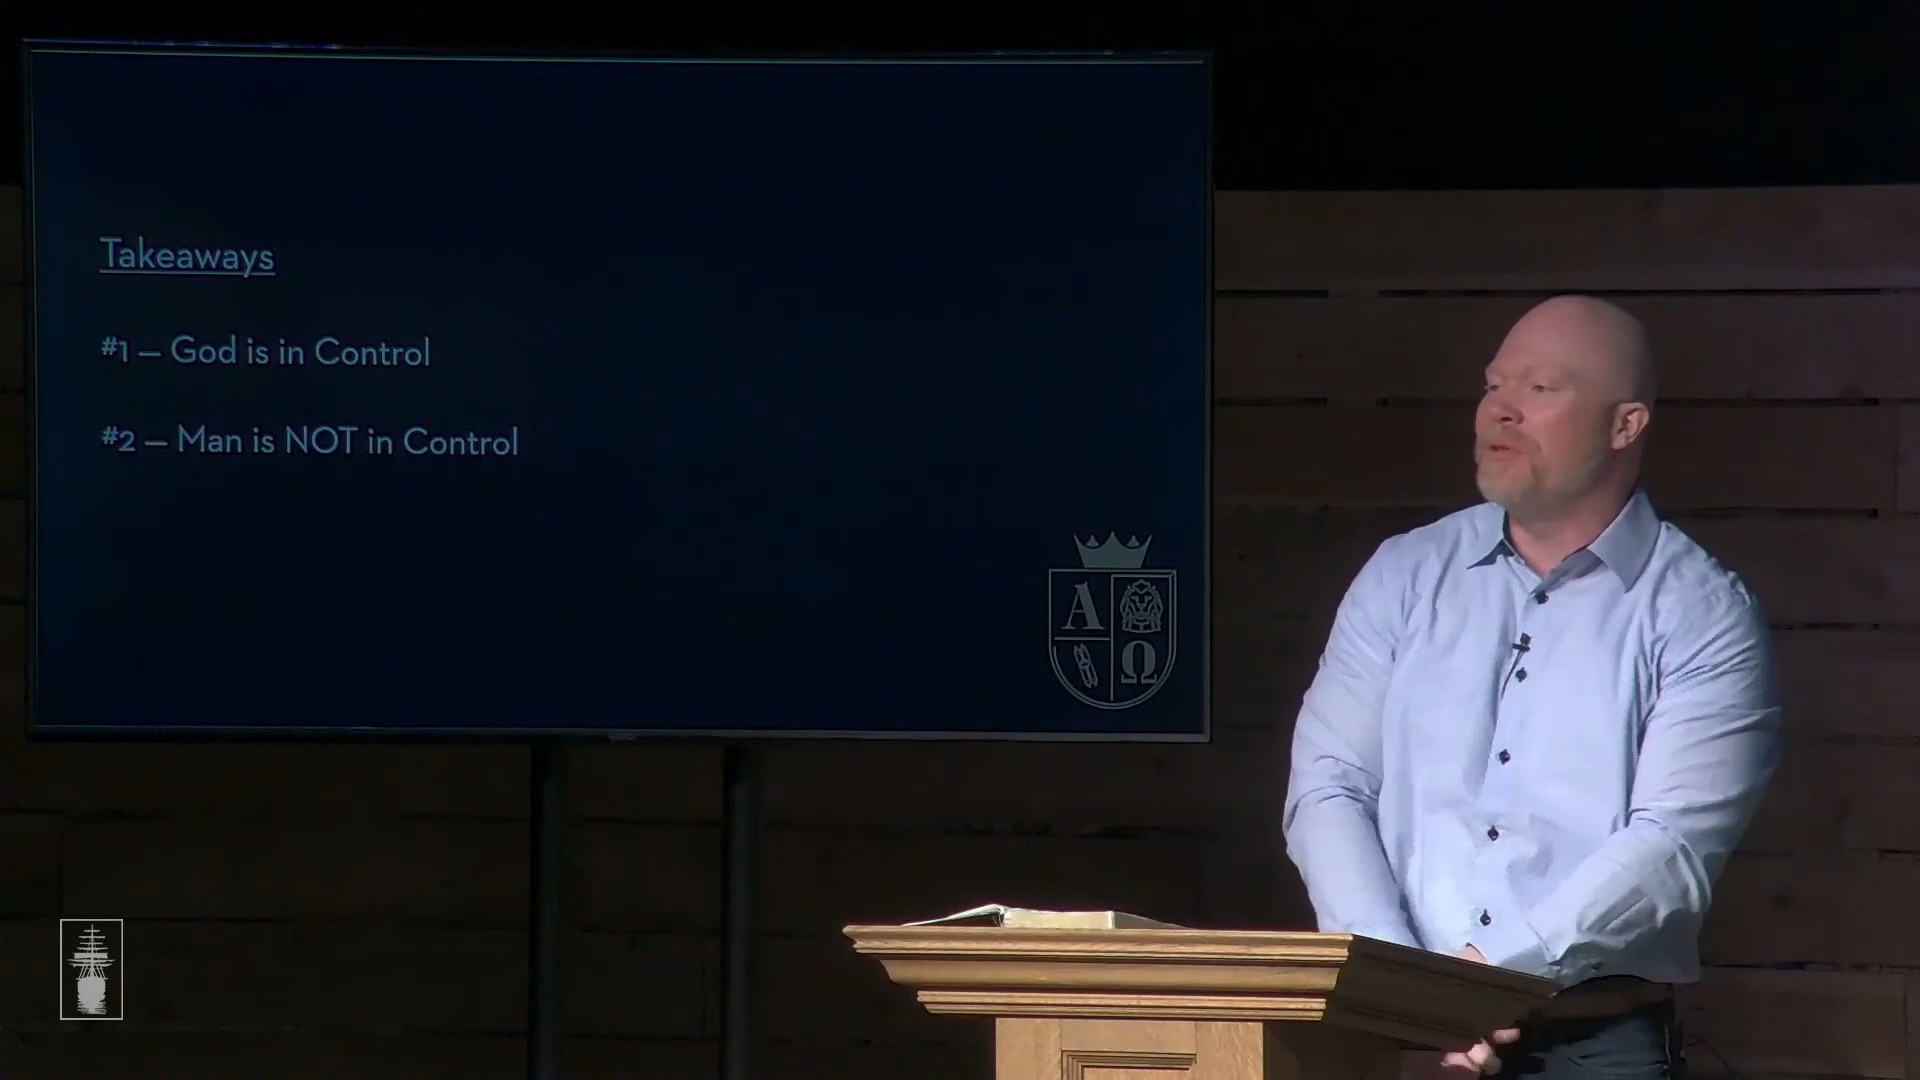 Takeaways
#1 — God is in Control
#2 — Man is NOT in Control
A
Ω